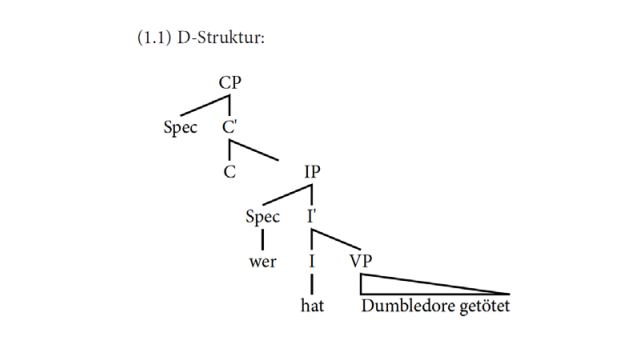 (1.1) D-Struktur:
CP
Spec C'
C IP
Spec I'
wer I VP
hat Dumbledore getötet